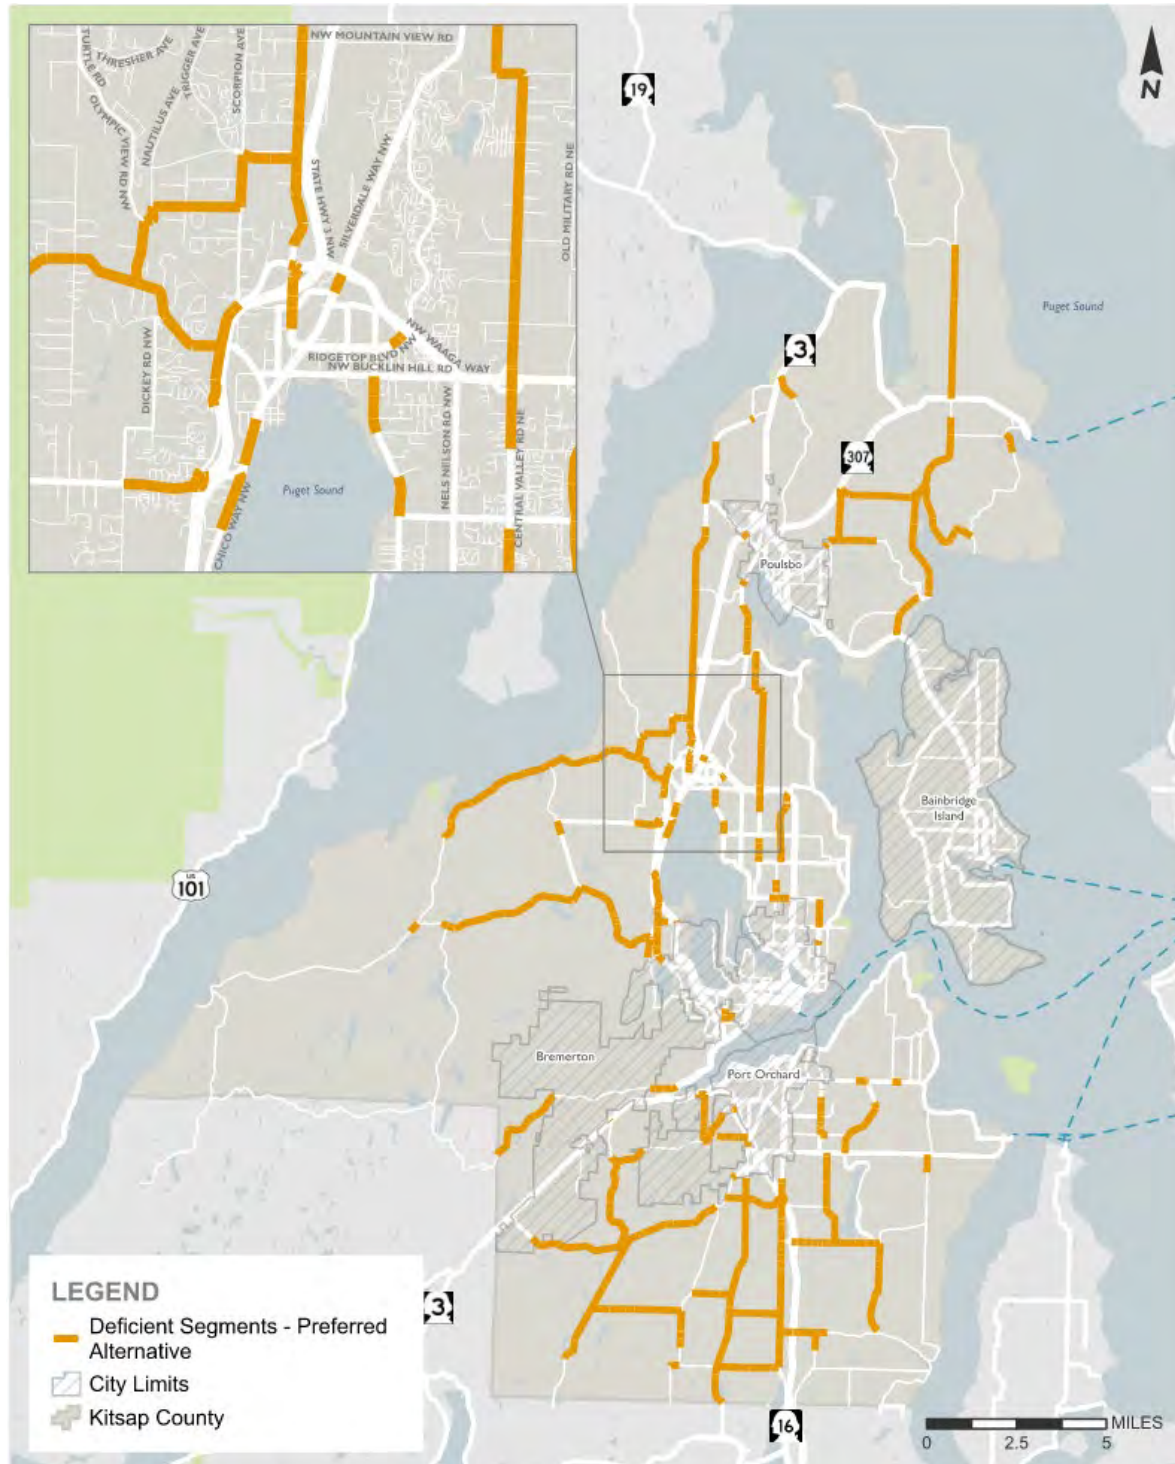 NW MOUNTAIN VIEW RD
TURTLE RD
THRESHER AVE
TRIGGER AVE
SCORPION AVE
NAUTILUS AVE
OLYMPIC VIEW RD NW
STATE HWY 3 NW
SILVERDALE WAY NW
OLD MILITARY RD NE
DICKEY RD NW
NW WAAGA WAY
RIDGETOP BLVD NW
NW BUCKLIN HILL RD
NELS NELSON RD NW
CENTRAL VALLEY RD NE
CHICO WAY NW
Puget Sound
19
N
Puget Sound
3
307
Poulsbo
Bainbridge
Island
US
101
Bremerton
Port Orchard
3
16
LEGEND
Deficient Segments - Preferred
Alternative
City Limits
Kitsap County
MILES
0 2.5 5